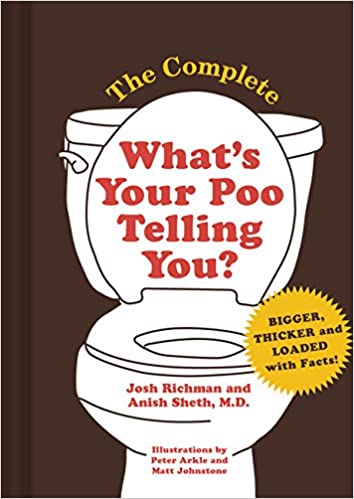 The Complete
What's
Your Poo
Telling
You?
BIGGER,
THICKER and
LOADED
with Facts!
Josh Richman and
Anish Sheth, M.D.
Illustrations by
Peter Arkle and
Matt Johnstone